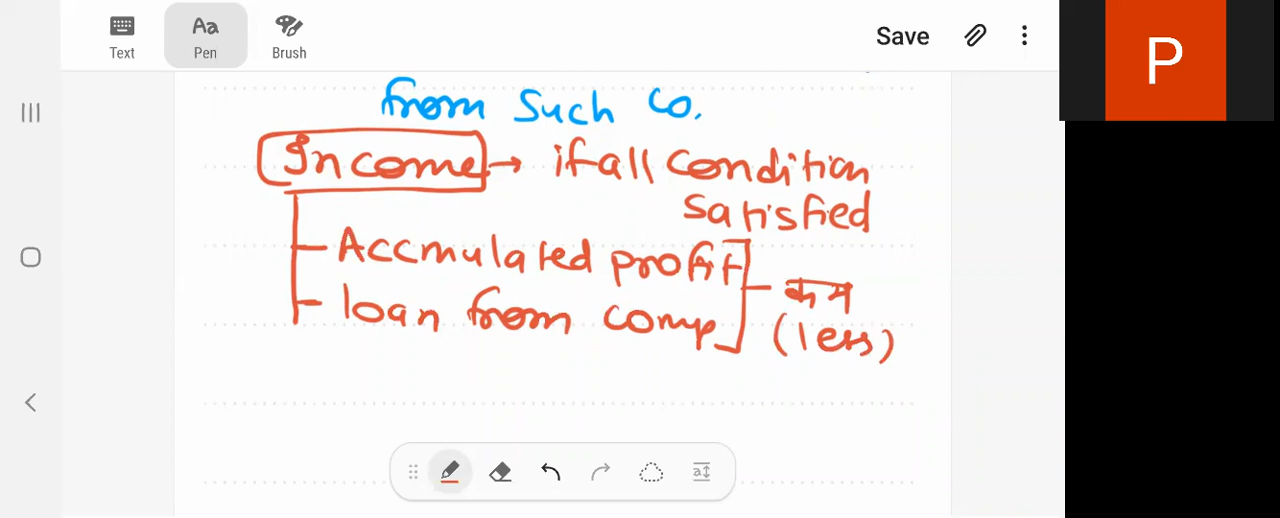 Text
Pen
Brush
Save
P
from Such Co.
Income → if all condition
satisfied
Accmulated profit
कम
loan from comp
(less)